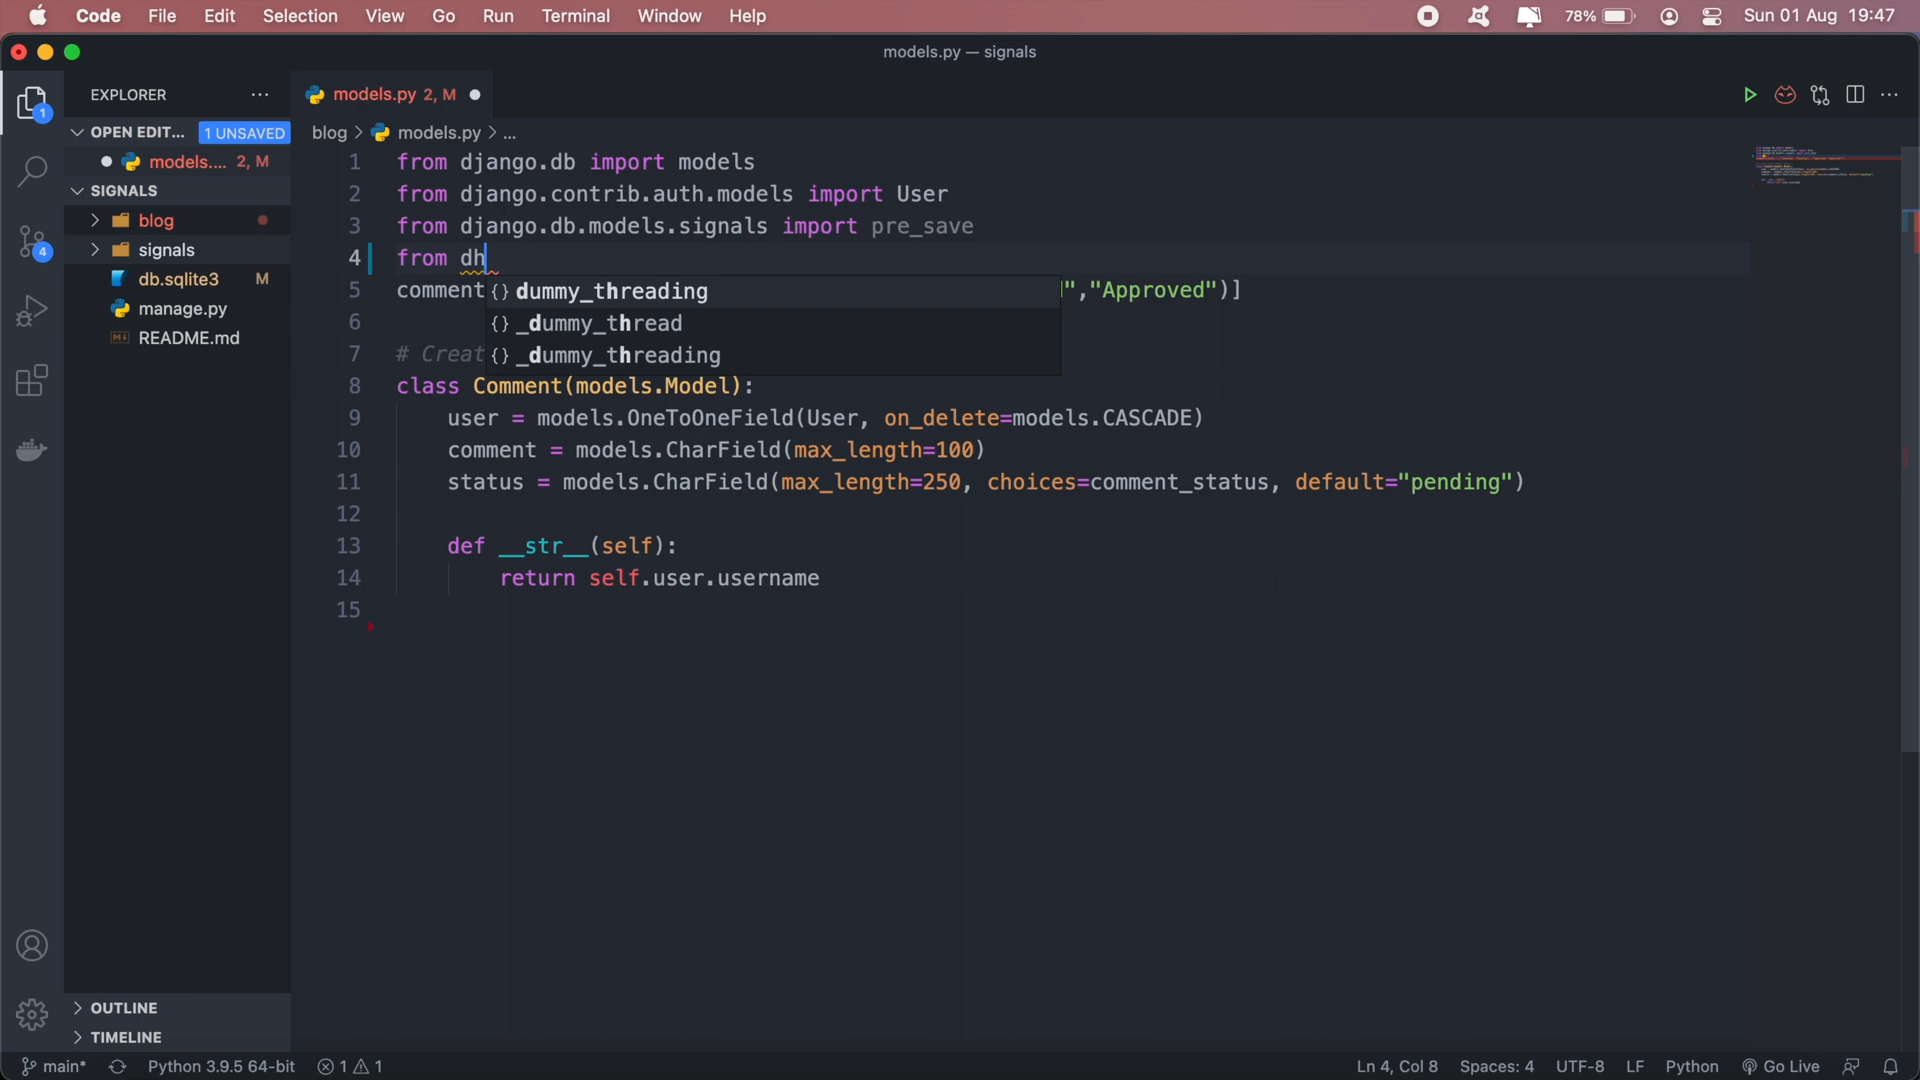 Code File Edit Selection View Go Run Terminal Window Help 78% Sun 01 Aug 19:47
models.py — signals
EXPLORER
models.py 2, M
OPEN EDIT... 1 UNSAVED
blog > models.py > ...
models.... 2, M
SIGNALS
blog
signals
db.sqlite3 M
manage.py
README.md
1
4
1 from django.db import models
2 from django.contrib.auth.models import User
3 from django.db.models.signals import pre_save
4 from dh
5 comment ","Approved")]
6
7 # Creat
8 class Comment(models.Model):
9 user = models.OneToOneField(User, on_delete=models.CASCADE)
10 comment = models.CharField(max_length=100)
11 status = models.CharField(max_length=250, choices=comment_status, default="pending")
12
13 def __str__(self):
14 return self.user.username
15
{} dummy_threading
{} _dummy_thread
{} _dummy_threading
OUTLINE
TIMELINE
main* Python 3.9.5 64-bit 1 1 Ln 4, Col 8 Spaces: 4 UTF-8 LF Python Go Live